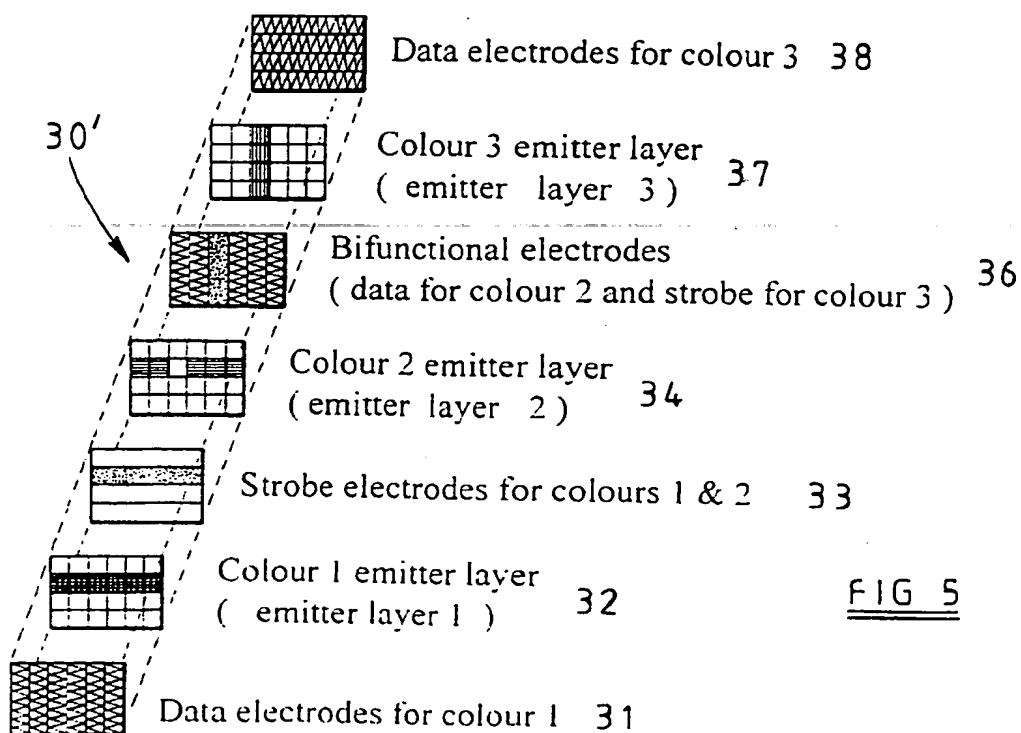 Data electrodes for colour 3 38
30'
Colour 3 emitter layer
( emitter layer 3 ) 37
Bifunctional electrodes
( data for colour 2 and strobe for colour 3 ) 36
Colour 2 emitter layer
(emitter layer 2 ) 34
Strobe electrodes for colours 1 & 2 33
Colour 1 emitter layer
( emitter layer 1 ) 32
FIG 5
Data electrodes for colour 1 31